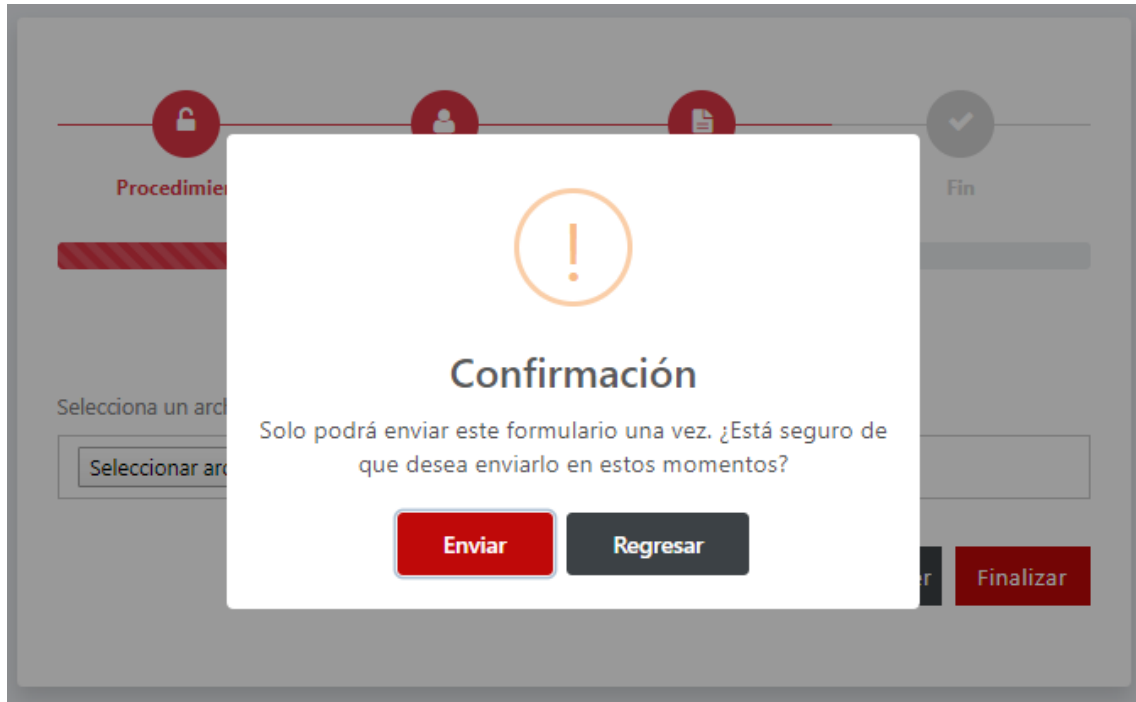 Procedimie
Fin
Confirmación
Selecciona un arc
Solo podrá enviar este formulario una vez. ¿Está seguro de
que desea enviarlo en estos momentos?
Seleccionar arc
Enviar
Regresar
r
Finalizar